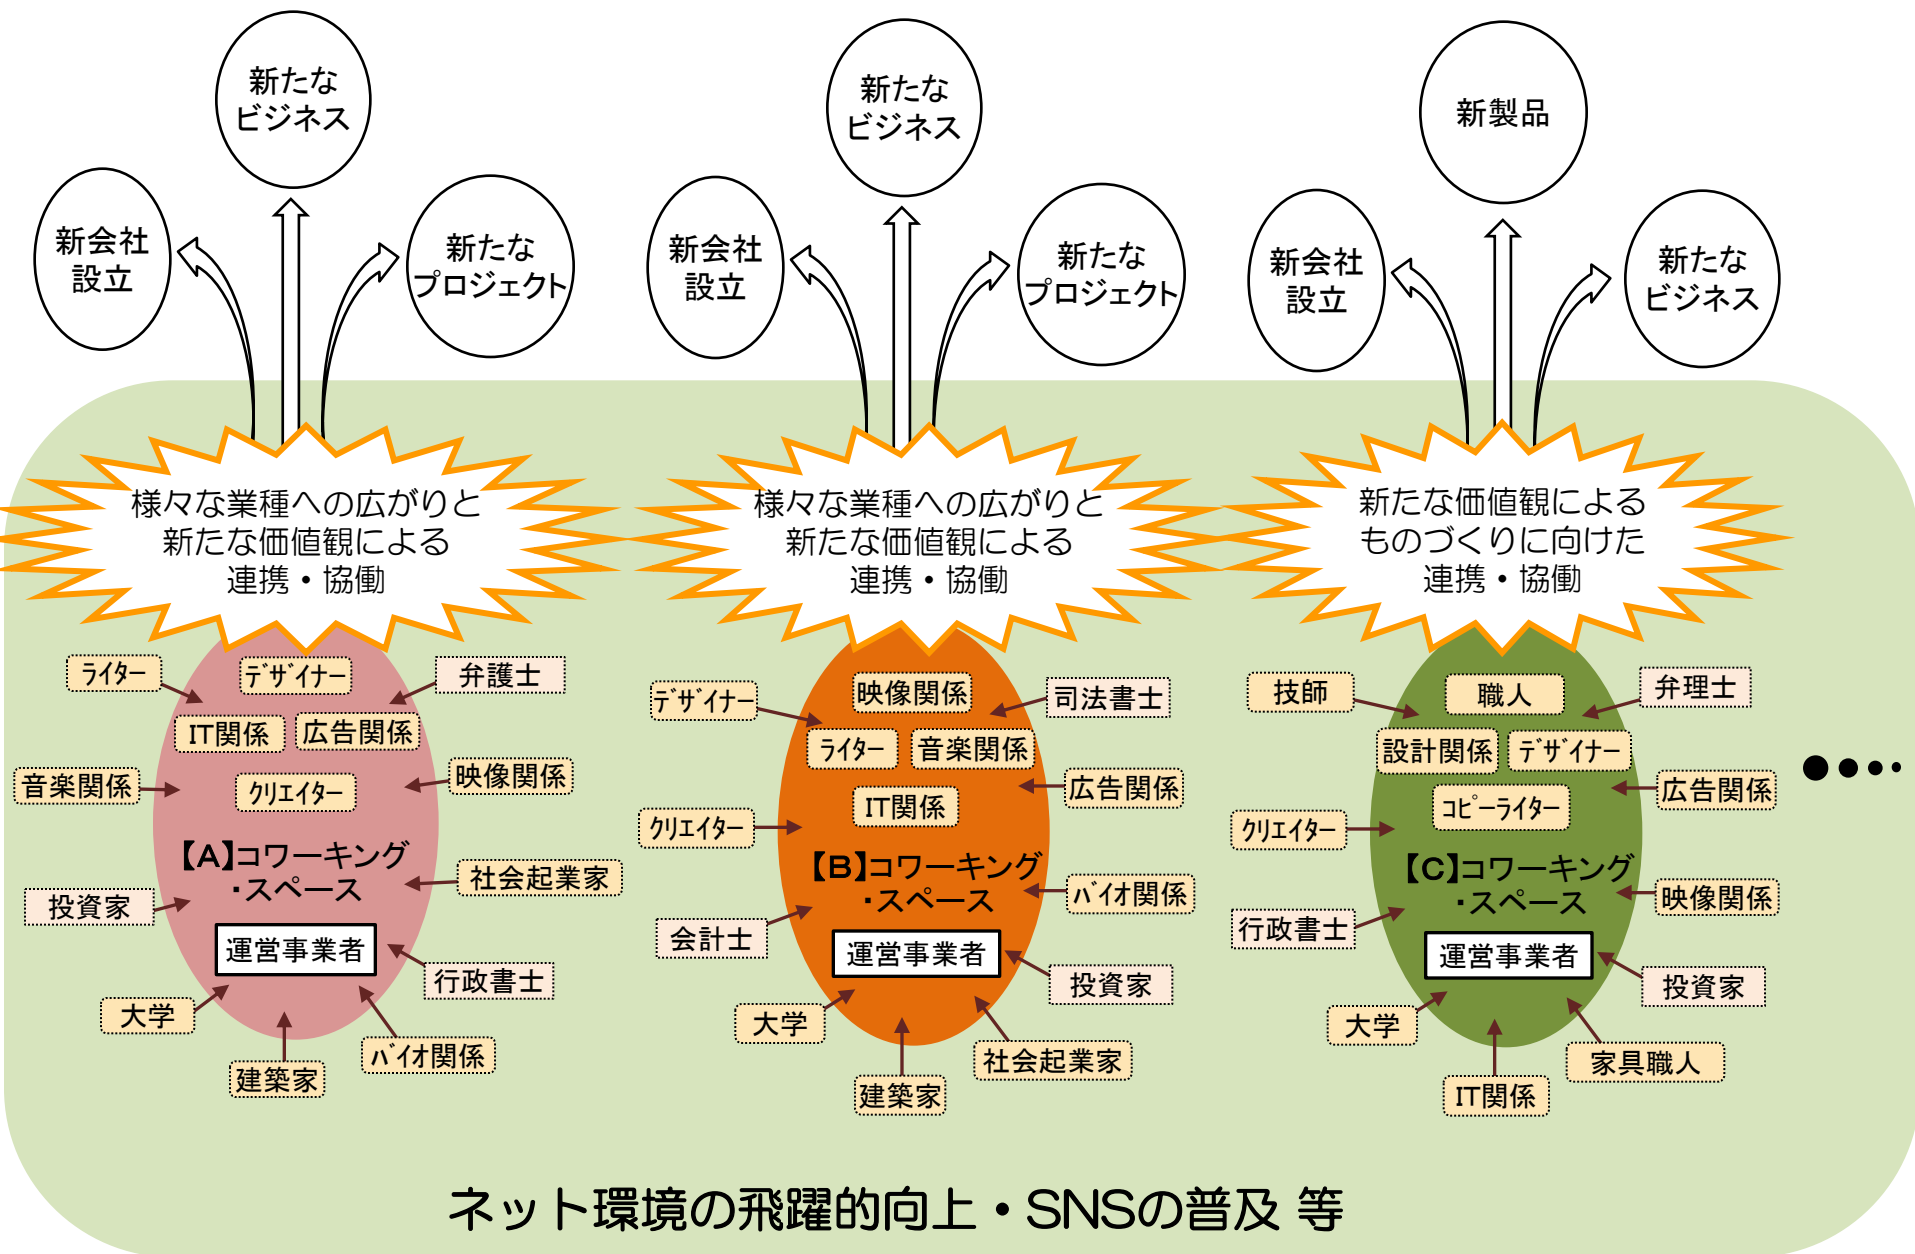 新たな
ビジネス
新会社
設立
新たな
プロジェクト
新たな
ビジネス
新会社
設立
新たな
プロジェクト
新製品
新会社
設立
新たな
ビジネス
様々な業種への広がりと
新たな価値観による
連携・協働
様々な業種への広がりと
新たな価値観による
連携・協働
新たな価値観による
ものづくりに向けた
連携・協働
ライター
デザイナー
弁護士
IT関係
広告関係
音楽関係
クリエイター
映像関係
【A】コワーキング
・スペース
社会起業家
投資家
運営事業者
行政書士
大学
建築家
バイオ関係
デザイナー
映像関係
司法書士
ライター
音楽関係
広告関係
IT関係
クリエイター
【B】コワーキング
・スペース
バイオ関係
会計士
運営事業者
投資家
大学
建築家
社会起業家
技師
職人
弁理士
設計関係
デザイナー
広告関係
コピーライター
クリエイター
【C】コワーキング
・スペース
映像関係
行政書士
運営事業者
投資家
大学
IT関係
家具職人
ネット環境の飛躍的向上・SNSの普及 等